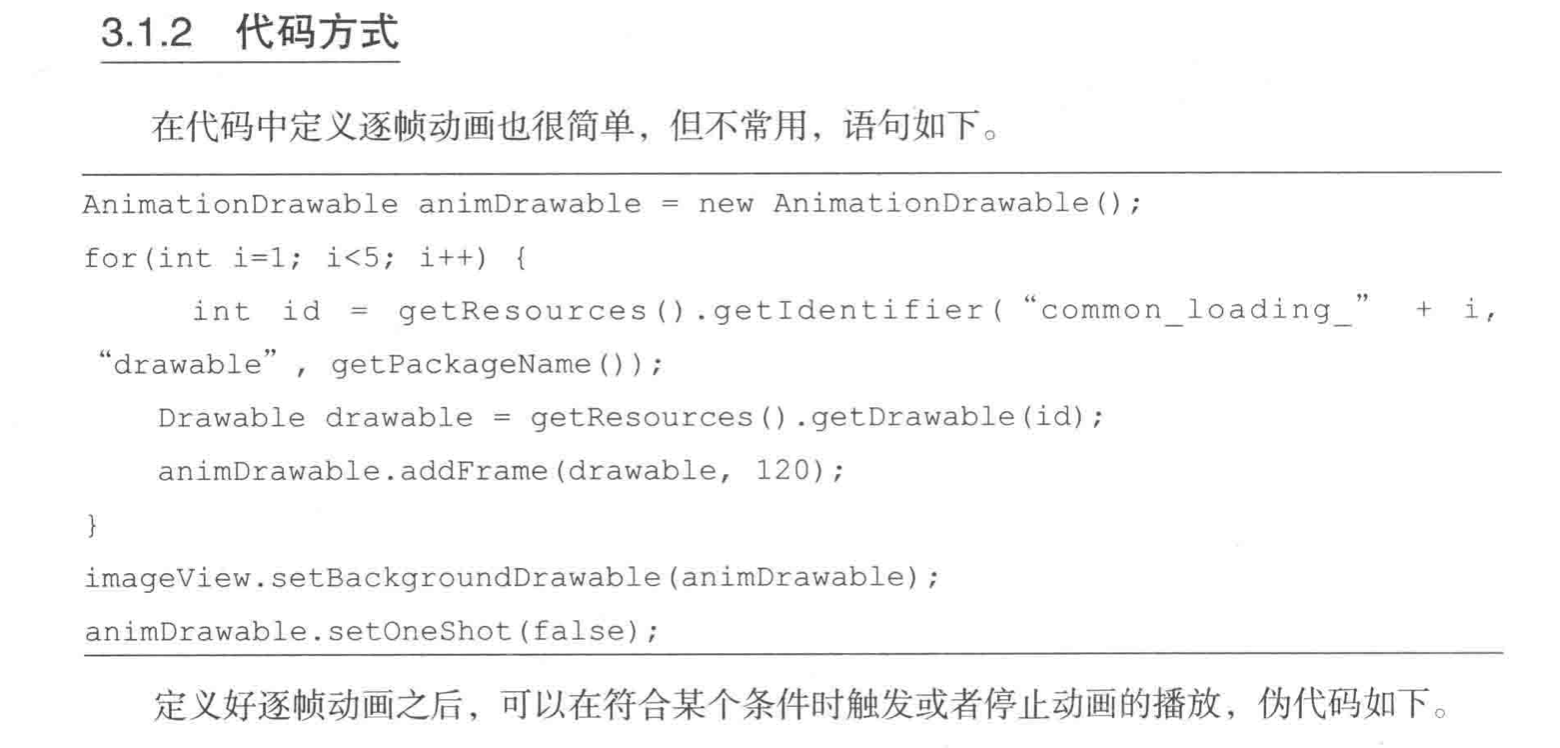 3.1.2 代码方式
在代码中定义逐帧动画也很简单，但不常用，语句如下。
AnimationDrawable animDrawable = new AnimationDrawable();
for(int i=1; i<5; i++) {
int id = getResources().getIdentifier( “common_loading_” + i,
“drawable” , getPackageName());
Drawable drawable = getResources().getDrawable(id);
animDrawable.addFrame(drawable, 120);
}
imageView.setBackgroundDrawable(animDrawable);
animDrawable.setOneShot(false);
定义好逐帧动画之后，可以在符合某个条件时触发或者停止动画的播放，伪代码如下。